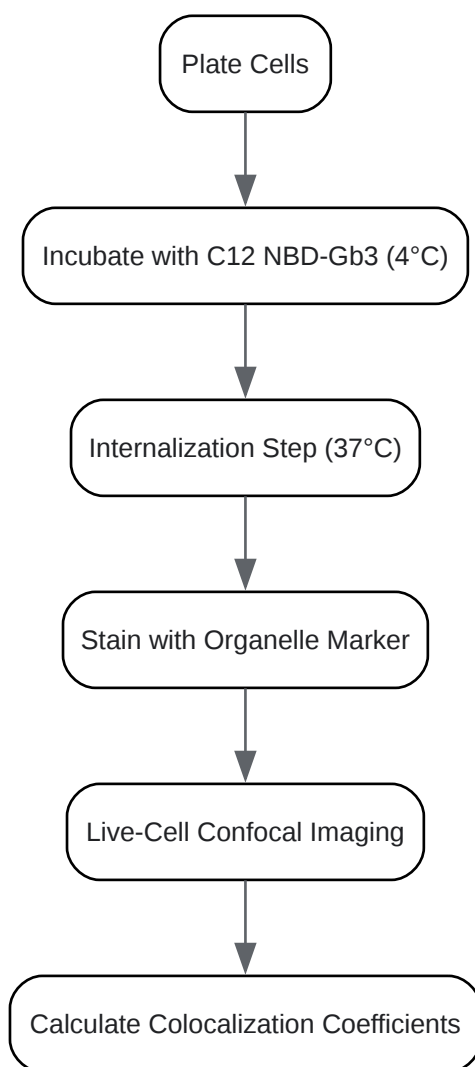 Plate Cells
Incubate with C12 NBD-Gb3 (4°C)
Internalization Step (37°C)
Stain with Organelle Marker
Live-Cell Confocal Imaging
Calculate Colocalization Coefficients